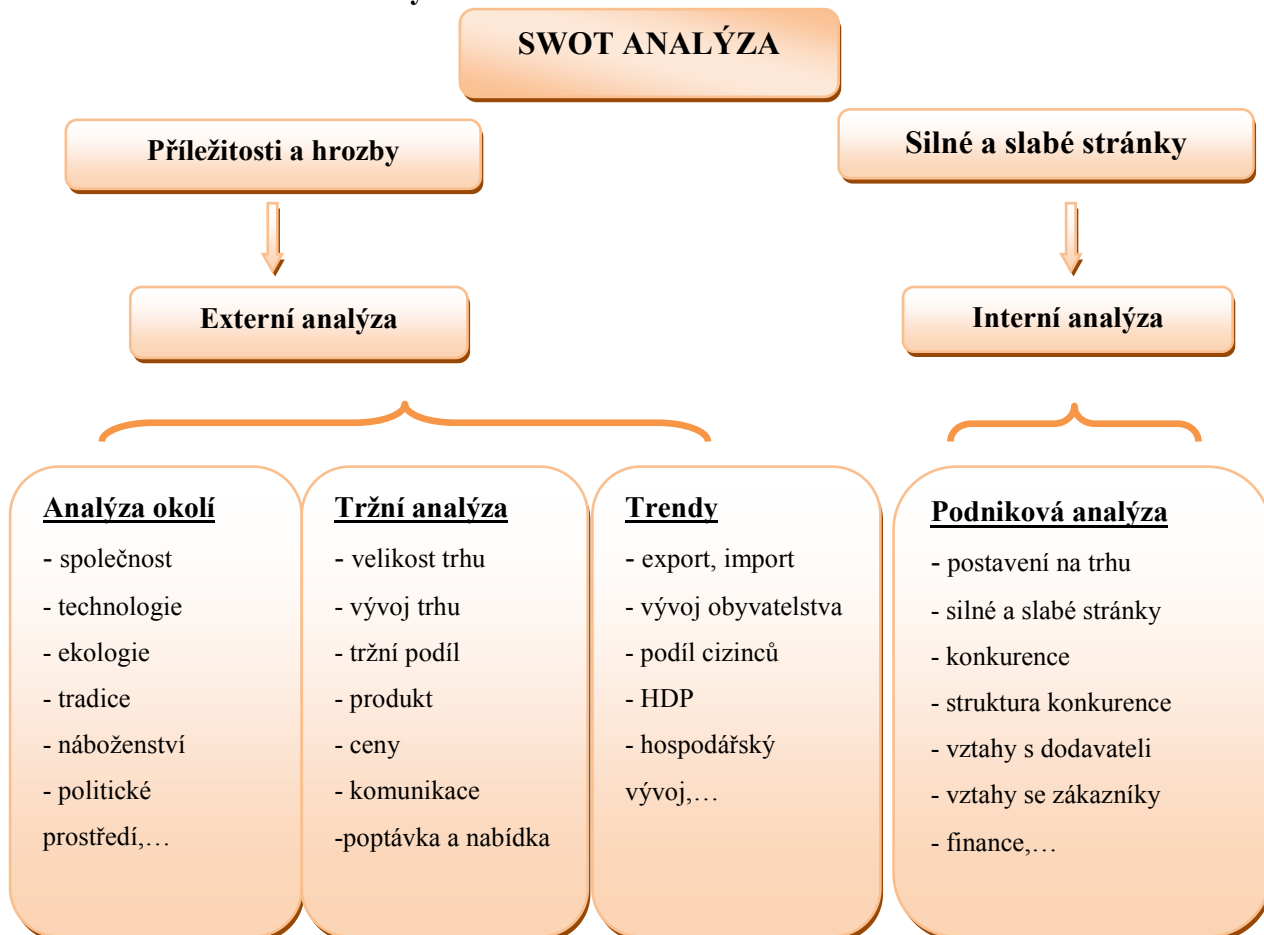 SWOT ANALÝZA
Příležitosti a hrozby
Silné a slabé stránky
Externí analýza
Interní analýza
Analýza okolí
- společnost
- technologie
- ekologie
- tradice
- náboženství
- politické
prostředí,…
Tržní analýza
- velikost trhu
- vývoj trhu
- tržní podíl
- produkt
- ceny
- komunikace
-poptávka a nabídka
Trendy
- export, import
- vývoj obyvatelstva
- podíl cizinců
- HDP
- hospodářský
vývoj,…
Podniková analýza
- postavení na trhu
- silné a slabé stránky
- konkurence
- struktura konkurence
- vztahy s dodavateli
- vztahy se zákazníky
- finance,…